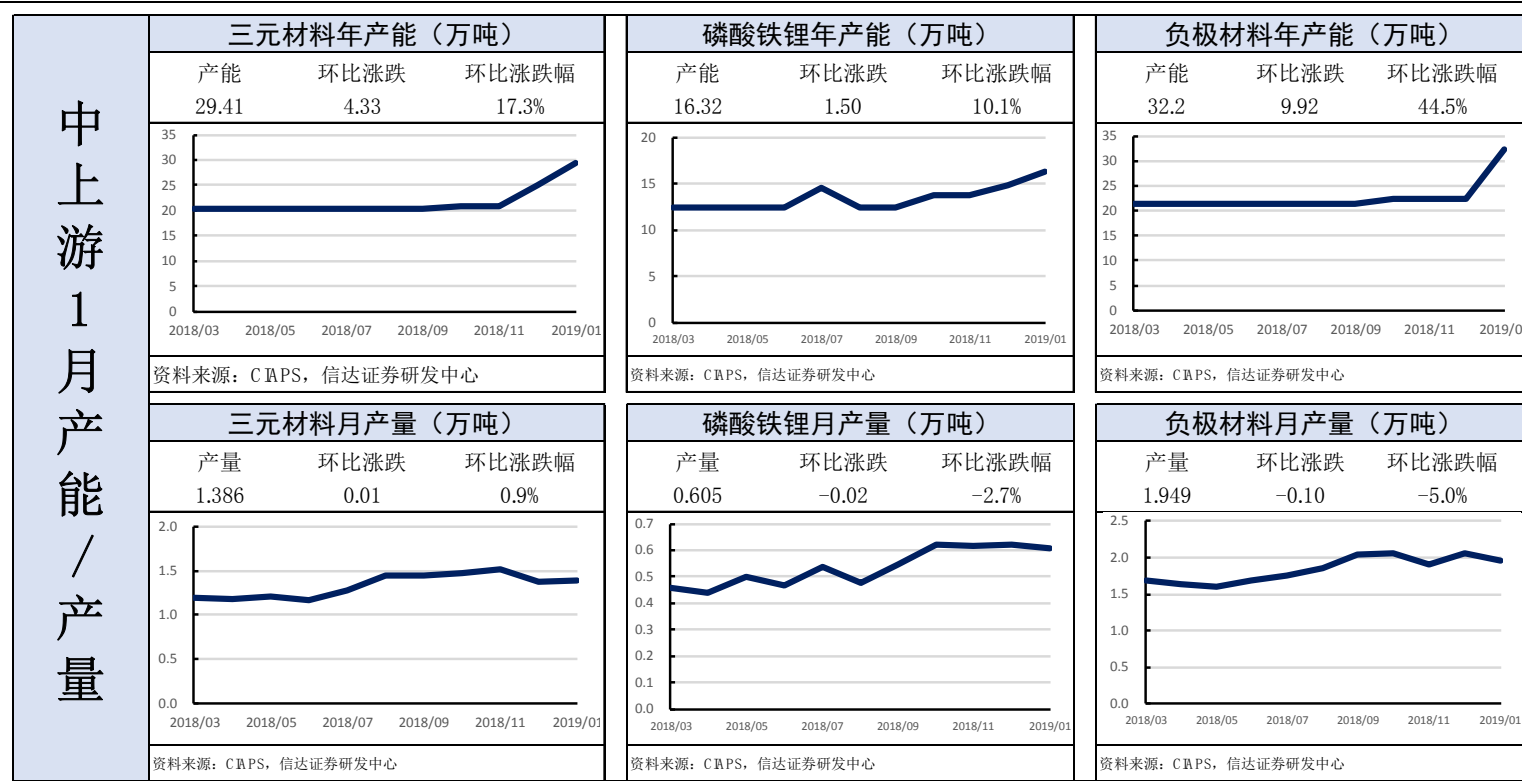 中上游1月产能/产量
三元材料年产能（万吨）
产能 环比涨跌 环比涨跌幅
29.41 4.33 17.3%
35
30
25
20
15
10
5
0
2018/03 2018/05 2018/07 2018/09 2018/11 2019/01
资料来源：CIAPS，信达证券研发中心
磷酸铁锂年产能（万吨）
产能 环比涨跌 环比涨跌幅
16.32 1.50 10.1%
20
15
10
5
0
2018/03 2018/05 2018/07 2018/09 2018/11 2019/01
资料来源：CIAPS，信达证券研发中心
负极材料年产能（万吨）
产能 环比涨跌 环比涨跌幅
32.2 9.92 44.5%
35
30
25
20
15
10
5
0
2018/03 2018/05 2018/07 2018/09 2018/11 2019/0
资料来源：CIAPS，信达证券研发中心
三元材料月产量（万吨）
产量 环比涨跌 环比涨跌幅
1.386 0.01 0.9%
2.0
1.5
1.0
0.5
0.0
2018/03 2018/05 2018/07 2018/09 2018/11 2019/01
资料来源：CIAPS，信达证券研发中心
磷酸铁锂月产量（万吨）
产量 环比涨跌 环比涨跌幅
0.605 -0.02 -2.7%
0.7
0.6
0.5
0.4
0.3
0.2
0.1
0.0
2018/03 2018/05 2018/07 2018/09 2018/11 2019/01
资料来源：CIAPS，信达证券研发中心
负极材料月产量（万吨）
产量 环比涨跌 环比涨跌幅
1.949 -0.10 -5.0%
2.5
2.0
1.5
1.0
0.5
0.0
2018/03 2018/05 2018/07 2018/09 2018/11 2019/01
资料来源：CIAPS，信达证券研发中心